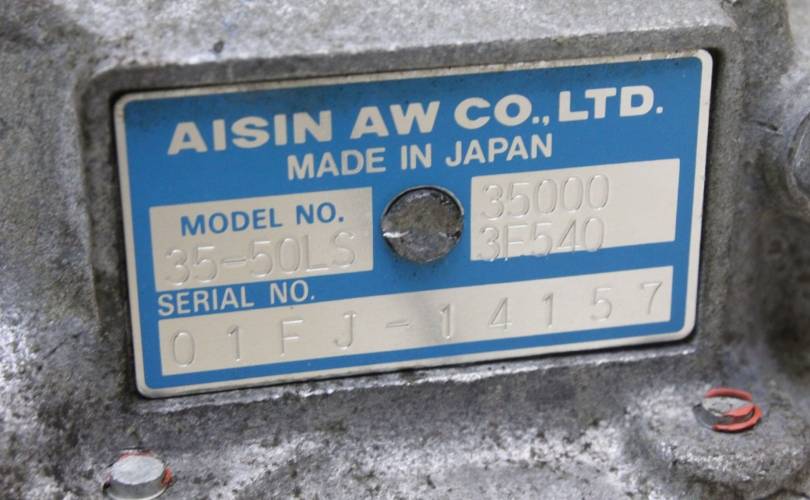 AISIN AW CO., LTD.
MADE IN JAPAN
MODEL NO.
35-50LS
35000
3F540
SERIAL NO.
01FJ-14157